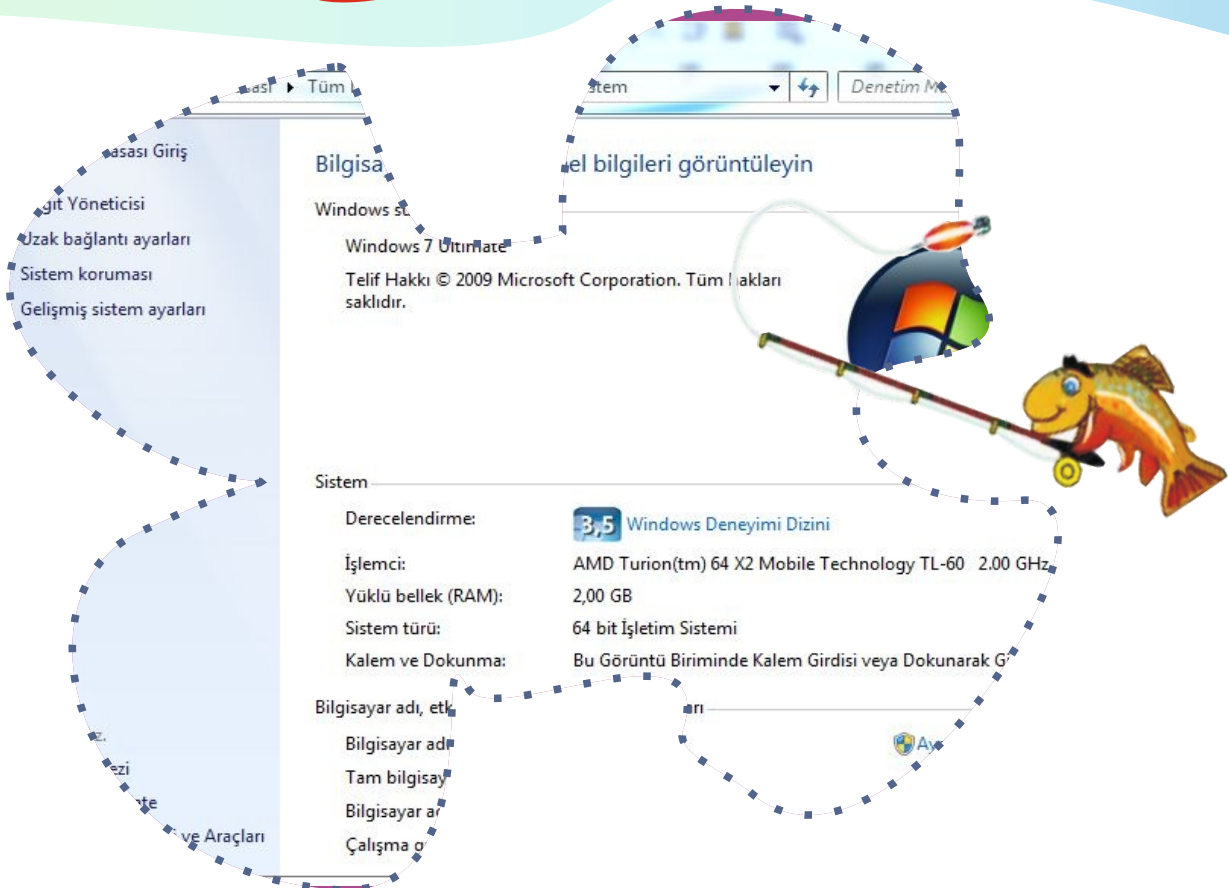 Tüm
Denetim
Giriş
Bilgisa el bilgileri görüntüleyin
Yöneticisi
Windows
Uzak bağlantı ayarları
Windows 7 Ultimate
Sistem koruması
Telif Hakkı © 2009 Microsoft Corporation. Tüm hakları
saklıdır.
Gelişmiş sistem ayarları
Sistem
Derecelendirme: 3,5 Windows Deneyimi Dizini
İşlemci: AMD Turion(tm) 64 X2 Mobile Technology TL-60 2.00 GHz
Yüklü bellek (RAM): 2,00 GB
Sistem türü: 64 bit İşletim Sistemi
Kalem ve Dokunma: Bu Görüntü Biriminde Kalem Girdisi veya Dokunarak G
Bilgisayar adı, etk
Bilgisayar adı
Tam bilgisay
Bilgisayar
ve Araçları
Çalışma